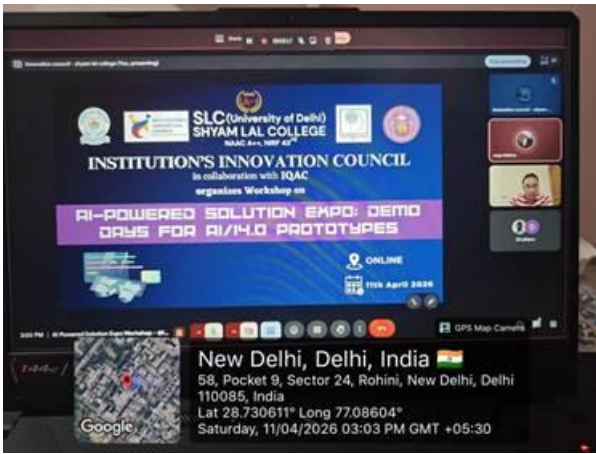 SLC (University of Delhi)
SHYAM LAL COLLEGE
NAAC A++, NIRF 43rd
INSTITUTION'S INNOVATION COUNCIL
in collaboration with IQAC
organizes Workshop on
AI-POWERED SOLUTION EXPO: DEMO
DAYS FOR AI/I4.0 PROTOTYPES
ONLINE
11th April 2026
3:03 PM
GPS Map Camera
New Delhi, Delhi, India
58, Pocket 9, Sector 24, Rohini, New Delhi, Delhi
110085, India
Lat 28.730611° Long 77.08604°
Saturday, 11/04/2026 03:03 PM GMT +05:30
Google